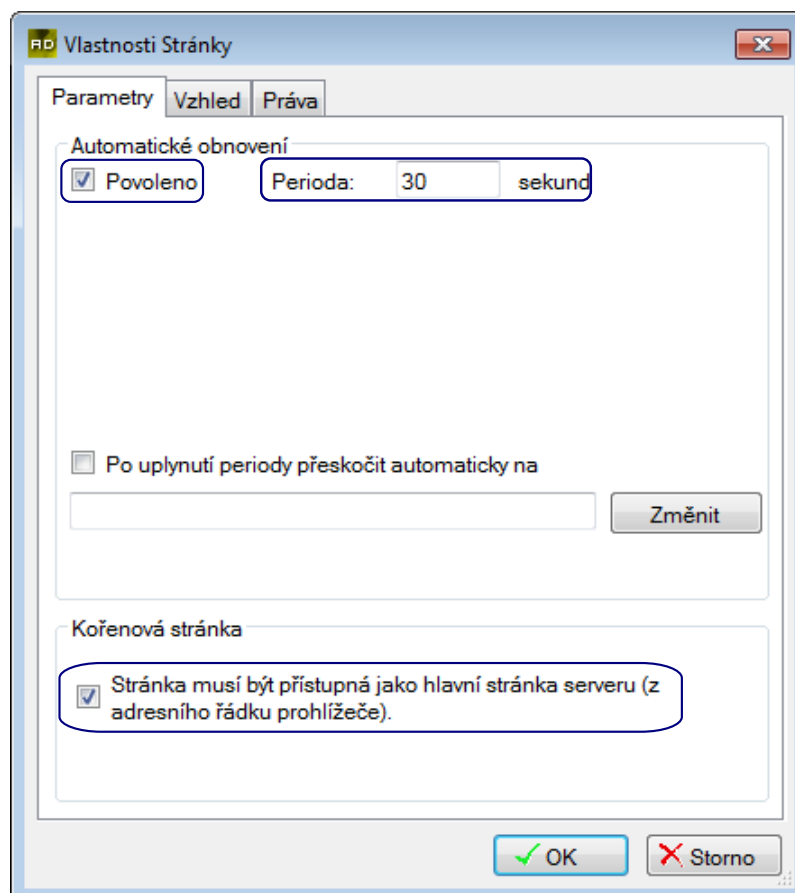 RD Vlastnosti Stránky
Parametry Vzhled Práva
Automatické obnovení
Povoleno Perioda: 30 sekund
Po uplynutí periody přeskočit automaticky na
Změnit
Kořenová stránka
Stránka musí být přístupná jako hlavní stránka serveru (z
adresního řádku prohlížeče).
OK Storno